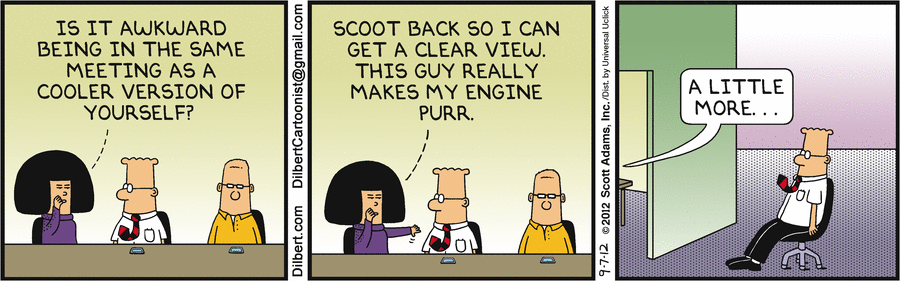 IS IT AWKWARD
BEING IN THE SAME
MEETING AS A
COOLER VERSION OF
YOURSELF?
Dilbert.com DilbertCartoonist@gmail.com
SCOOT BACK SO I CAN
GET A CLEAR VIEW.
THIS GUY REALLY
MAKES MY ENGINE
PURR.
9-7-12 © 2012 Scott Adams, Inc. /Dist. by Universal Uclick
A LITTLE
MORE. . .